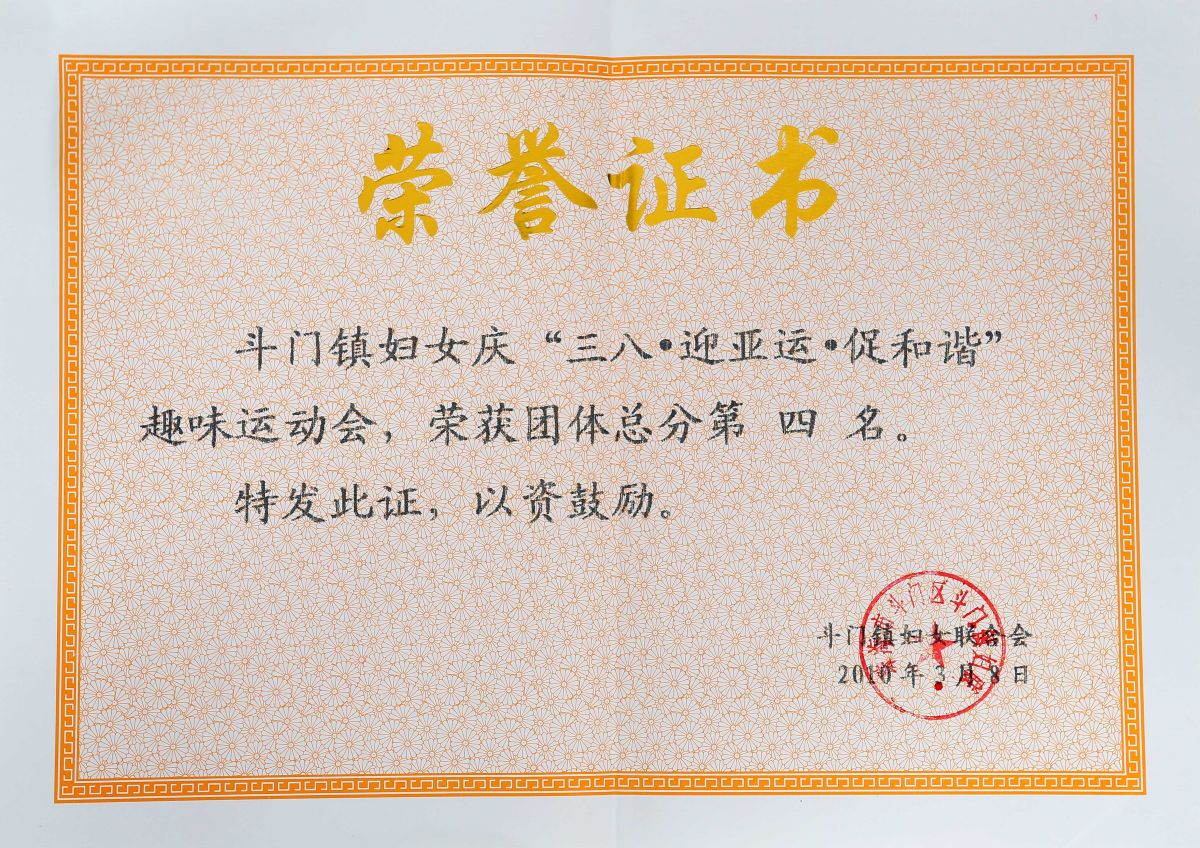 荣誉证书
斗门镇妇女庆“三八•迎亚运•促和谐”
趣味运动会，荣获团体总分第 四 名。
特发此证，以资鼓励。
斗门镇妇女联合会
2010年3月8日